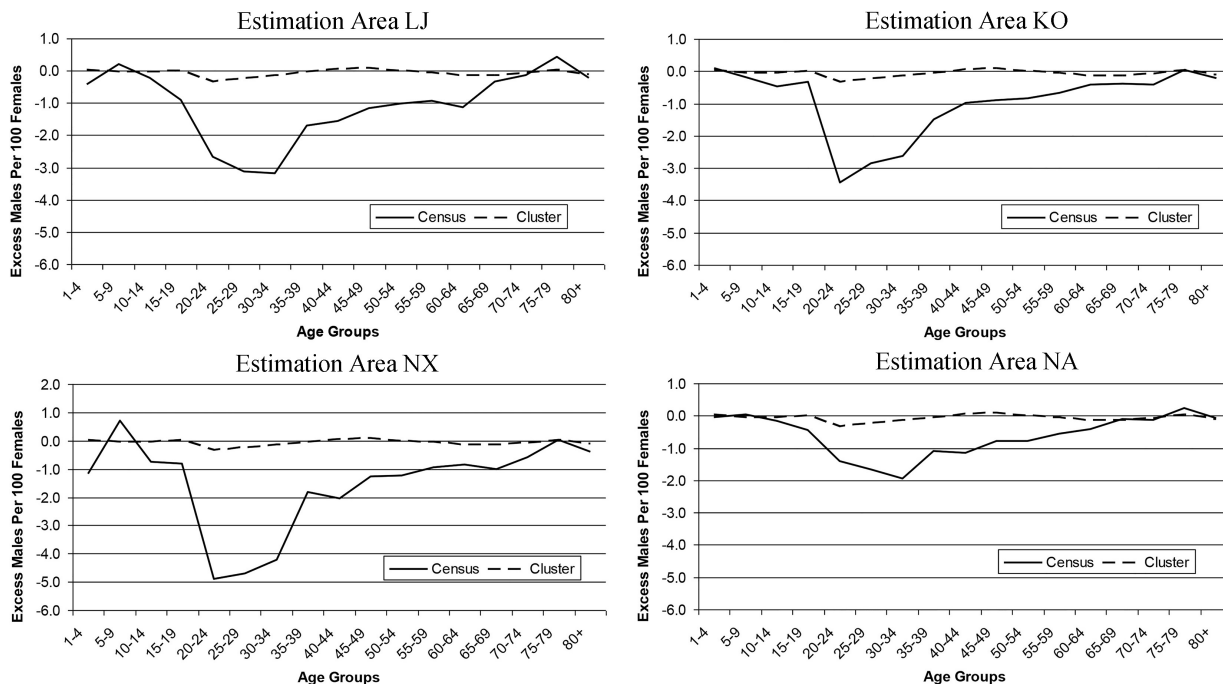 Estimation Area LJ
Excess Males Per 100 Females
1.0
0.0
-1.0
-2.0
-3.0
-4.0
-5.0
-6.0
Census Cluster
1-4 5-9 10-14 15-19 20-24 25-29 30-34 35-39 40-44 45-49 50-54 55-59 60-64 65-69 70-74 75-79 80+
Age Groups
Estimation Area KO
Excess Males Per 100 Females
1.0
0.0
-1.0
-2.0
-3.0
-4.0
-5.0
-6.0
Census Cluster
1-4 5-9 10-14 15-19 20-24 25-29 30-34 35-39 40-44 45-49 50-54 55-59 60-64 65-69 70-74 75-79 80+
Age Groups
Estimation Area NX
Excess Males Per 100 Females
2.0
1.0
0.0
-1.0
-2.0
-3.0
-4.0
-5.0
-6.0
Census Cluster
1-4 5-9 10-14 15-19 20-24 25-29 30-34 35-39 40-44 45-49 50-54 55-59 60-64 65-69 70-74 75-79 80+
Age Groups
Estimation Area NA
Excess Males Per 100 Females
1.0
0.0
-1.0
-2.0
-3.0
-4.0
-5.0
-6.0
Census Cluster
1-4 5-9 10-14 15-19 20-24 25-29 30-34 35-39 40-44 45-49 50-54 55-59 60-64 65-69 70-74 75-79 80+
Age Groups